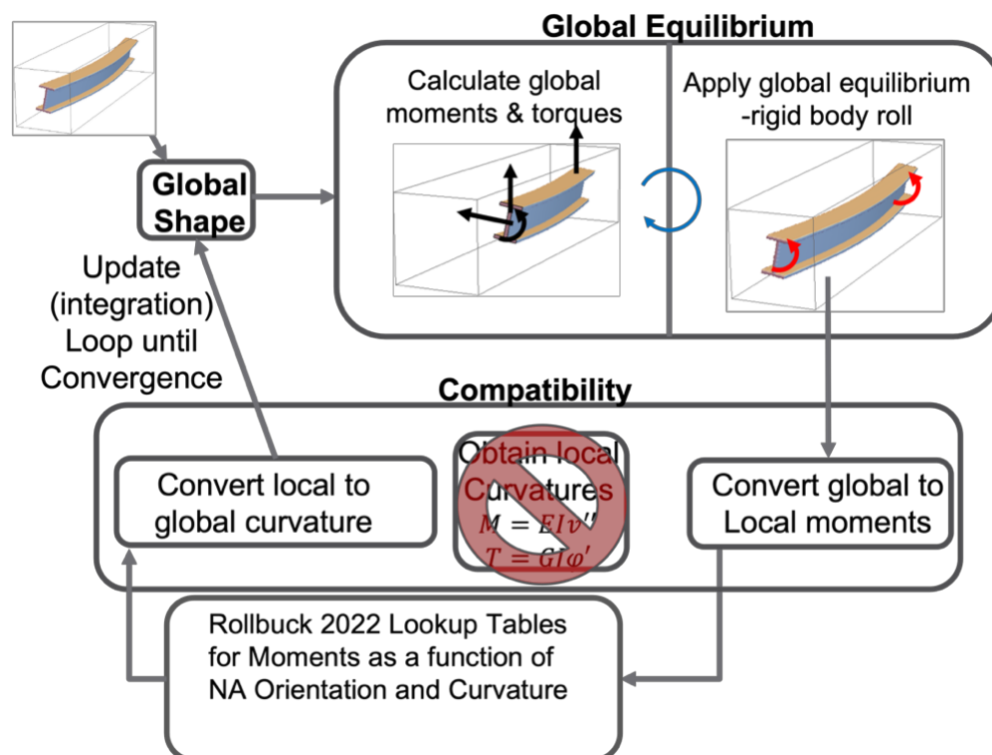 Global Equilibrium
Calculate global
moments & torques
Apply global equilibrium
-rigid body roll
Global
Shape
Update
(integration)
Loop until
Convergence
Compatibility
Convert local to
global curvature
Obtain local
Curvatures
M = EIv''
T = GJφ'
Convert global to
Local moments
Rollbuck 2022 Lookup Tables
for Moments as a function of
NA Orientation and Curvature